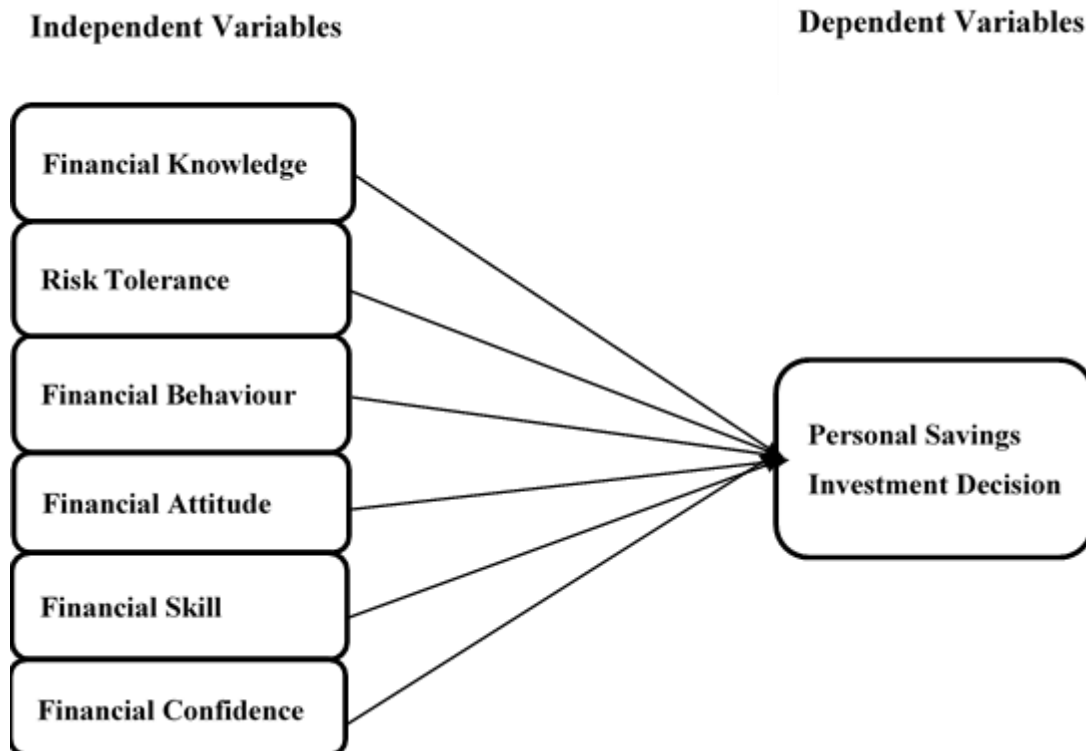 Independent Variables
Dependent Variables
Financial Knowledge
Risk Tolerance
Financial Behaviour
Financial Attitude
Financial Skill
Financial Confidence
Personal Savings
Investment Decision